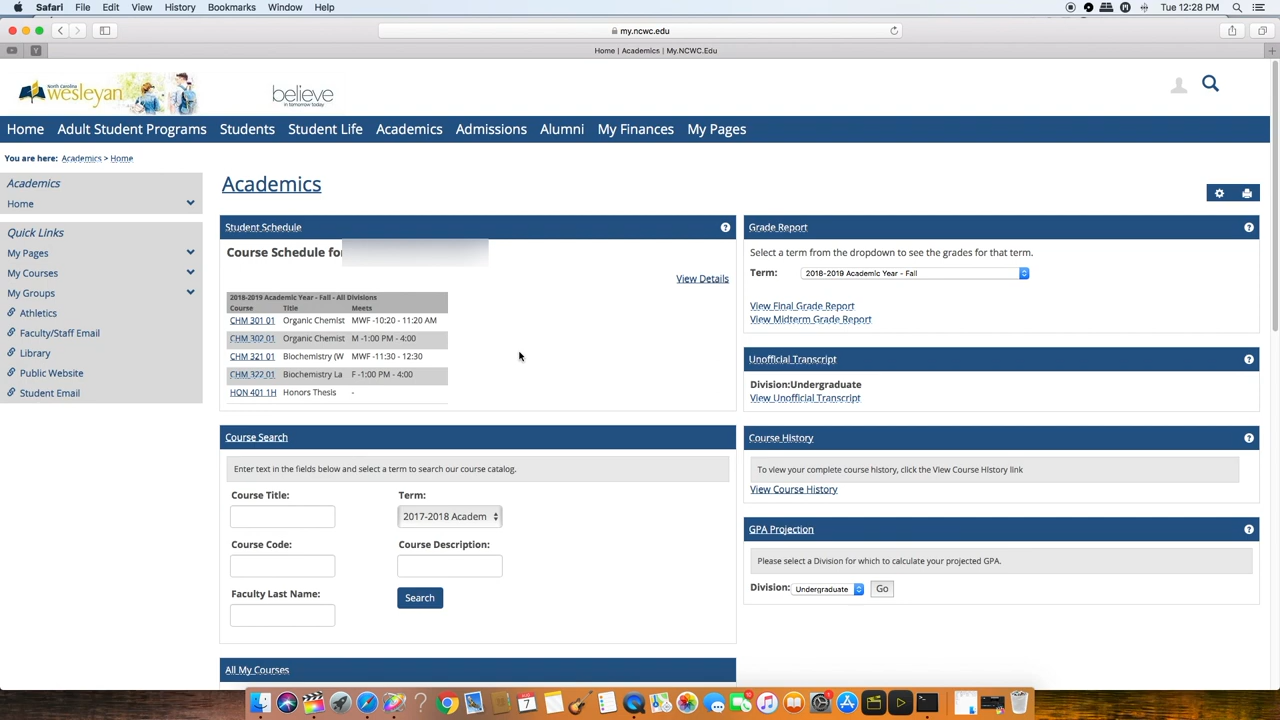 Safari File Edit View History Bookmarks Window Help Tue 12:28 PM
my.ncwc.edu
Home | Academics | My.NCWC.Edu
North Carolina
wesleyan
believe
in tomorrow today
Home Adult Student Programs Students Student Life Academics Admissions Alumni My Finances My Pages
You are here: Academics > Home
Academics
Home
Quick Links
My Pages
My Courses
My Groups
Athletics
Faculty/Staff Email
Library
Public Website
Student Email
Academics
Student Schedule
Course Schedule for
View Details
2018-2019 Academic Year - Fall - All Divisions
Course Title Meets
CHM 301 01 Organic Chemist MWF -10:20 - 11:20 AM
CHM 302 01 Organic Chemist M -1:00 PM - 4:00
CHM 321 01 Biochemistry (W MWF -11:30 - 12:30
CHM 322 01 Biochemistry La F -1:00 PM - 4:00
HON 401 1H Honors Thesis -
Course Search
Enter text in the fields below and select a term to search our course catalog.
Course Title: Term:
2017-2018 Academ
Course Code: Course Description:
Faculty Last Name:
Search
All My Courses
Grade Report
Select a term from the dropdown to see the grades for that term.
Term: 2018-2019 Academic Year - Fall
View Final Grade Report
View Midterm Grade Report
Unofficial Transcript
Division:Undergraduate
View Unofficial Transcript
Course History
To view your complete course history, click the View Course History link
View Course History
GPA Projection
Please select a Division for which to calculate your projected GPA.
Division: Undergraduate Go